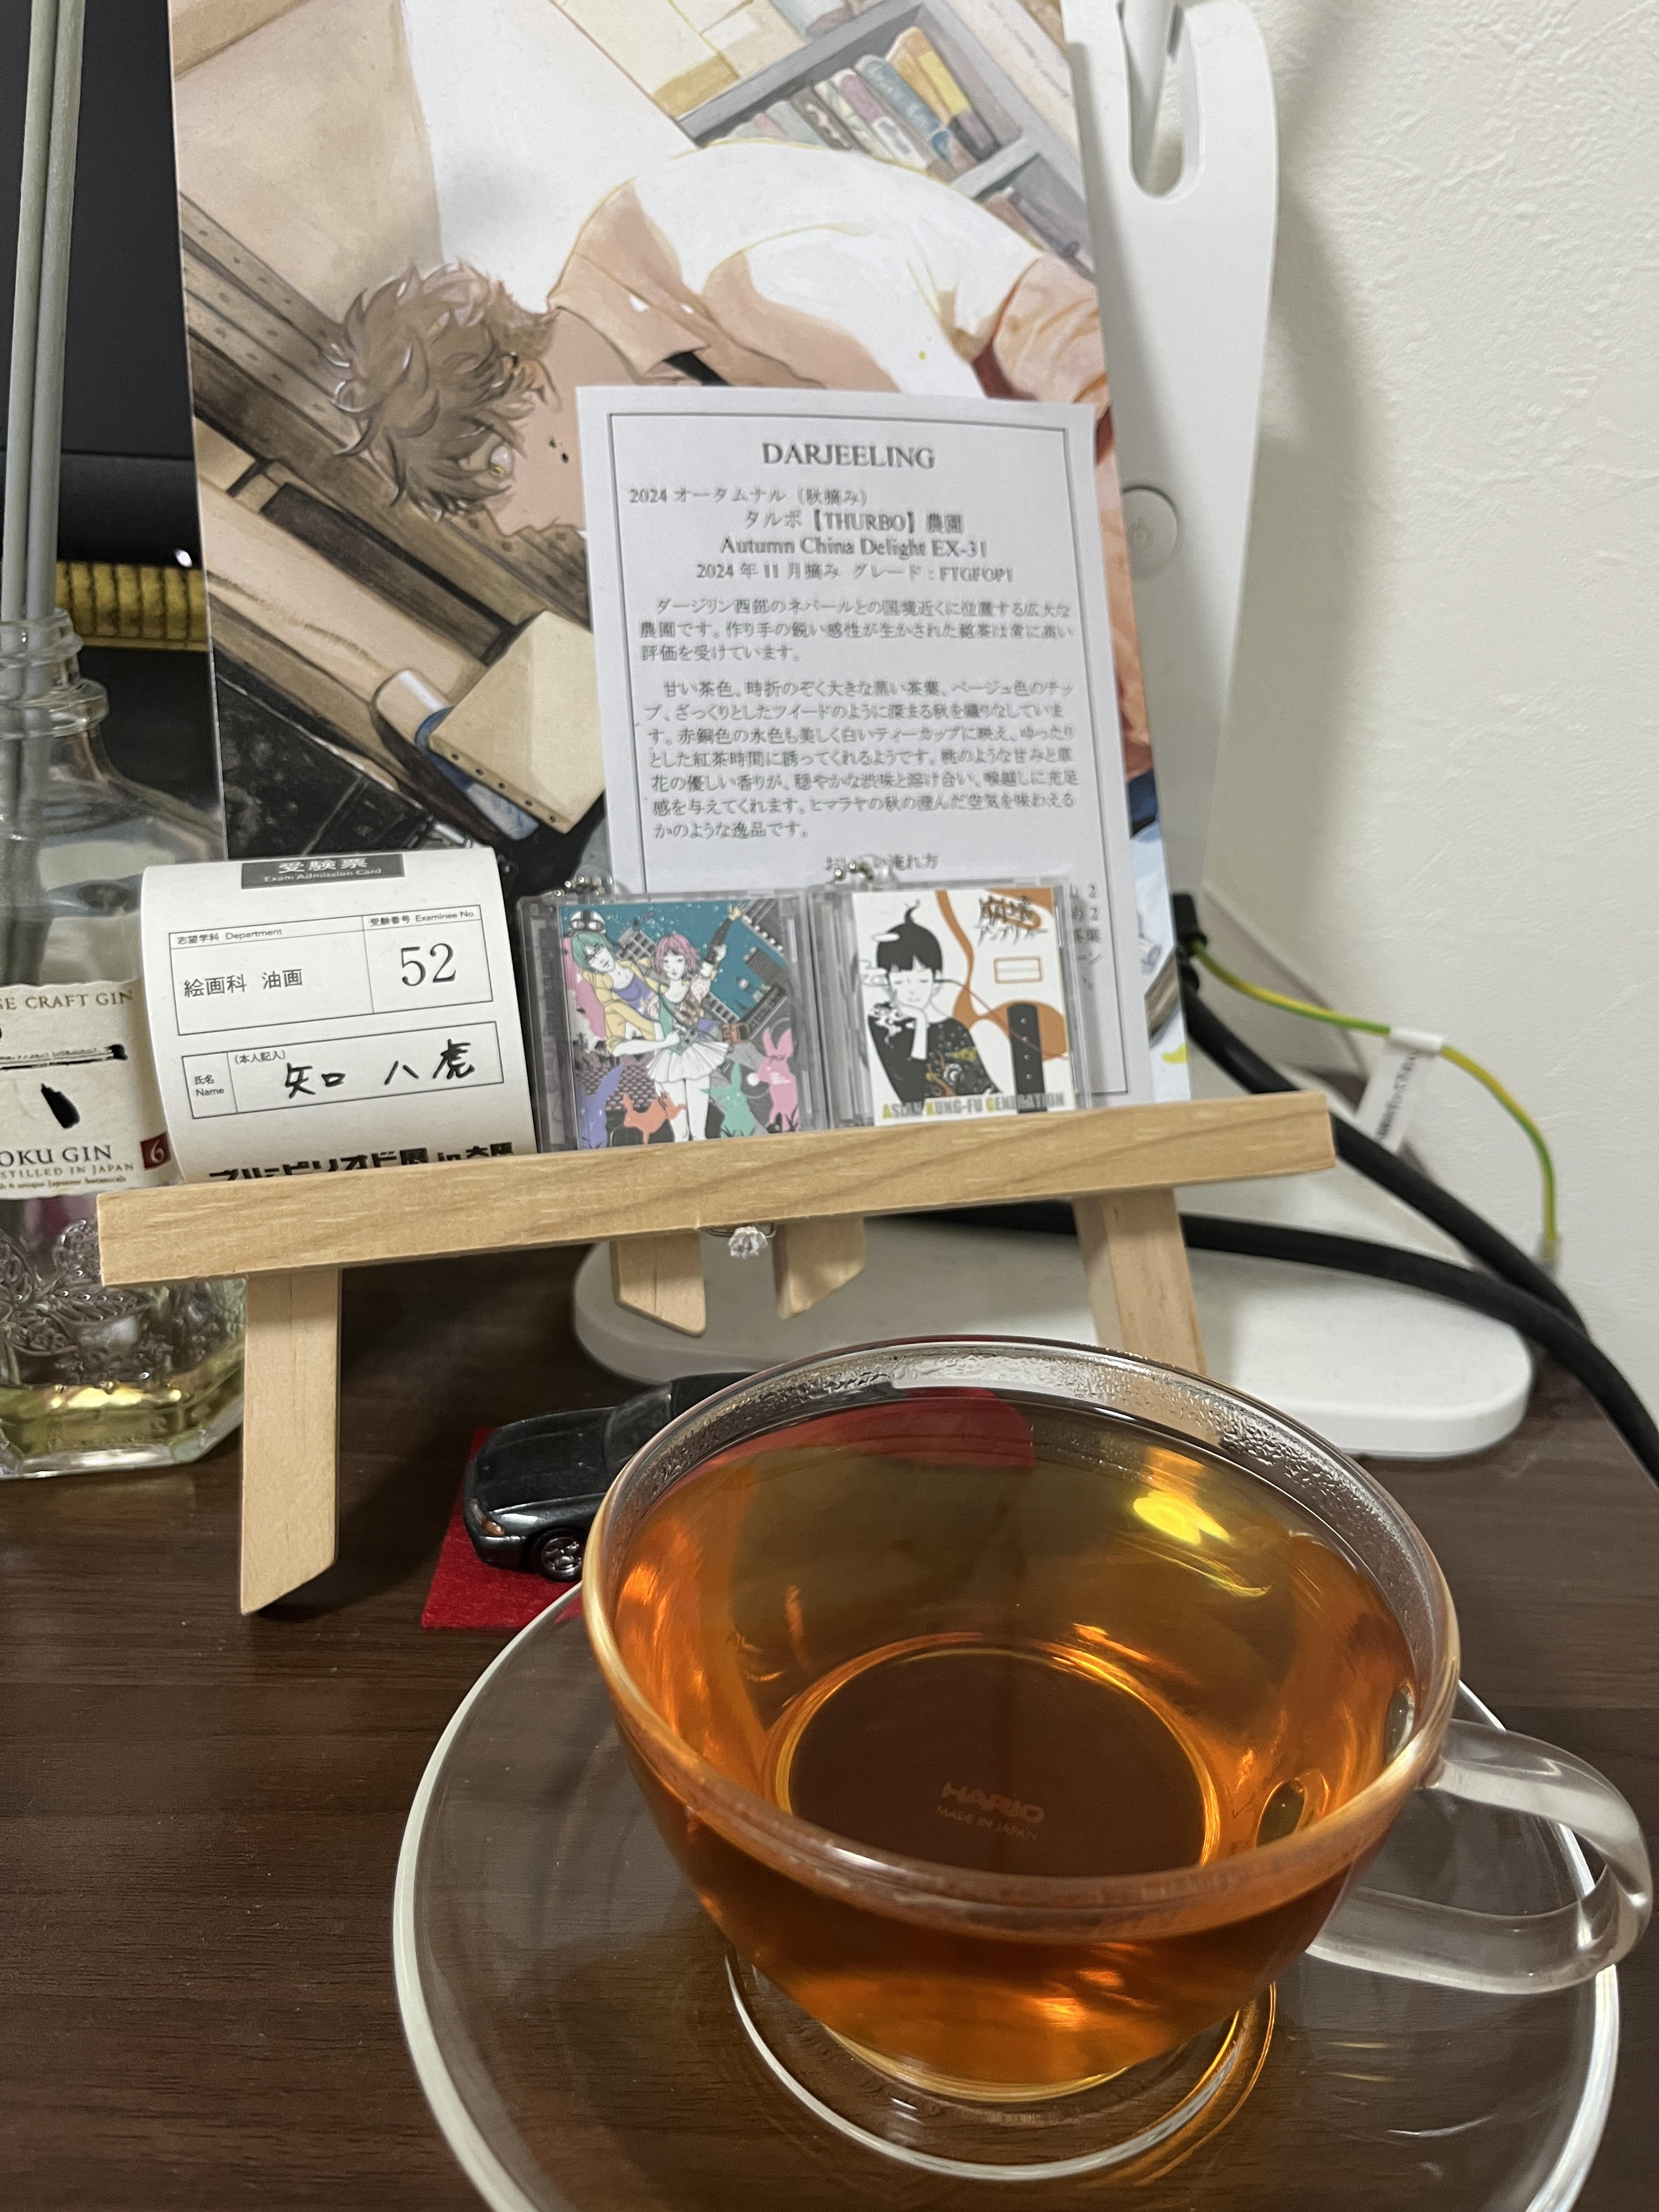 DARJEELING
2024 オータムナル（秋摘み）
タルボ【THURBO】農園
Autumn China Delight EX-31
2024 年 11 月摘み グレード：FTGFOP1
ダージリン西部のネパールとの国境近くに位置する広大な
農園です。作り手の鋭い感性が生かされた銘茶は常に高い
評価を受けています。
甘い茶色、時折のぞく大きな黒い茶葉、ベージュ色のチッ
プ、ざっくりとしたツイードのように深まる秋を織りなしていま
す。赤銅色の水色も美しく白いティーカップに映え、ゆったり
とした紅茶時間に誘ってくれるようです。桃のような甘みと草
花の優しい香りが、穏やかな渋味と溶け合い、喉越しに充足
感を与えてくれます。ヒマラヤの秋の澄んだ空気を味わえる
かのような逸品です。
淹れ方
受験票
Exam Admission Card
志望学科 Department
受験番号 Examinee No.
絵画科 油画
52
(本人記入)
氏名
Name
矢口 八虎
ブルーピリオド展 in 大阪
ASIAN KUNG-FU GENERATION
CRAFT GIN
OKU GIN
STILLED IN JAPAN
6
HARIO
MADE IN JAPAN